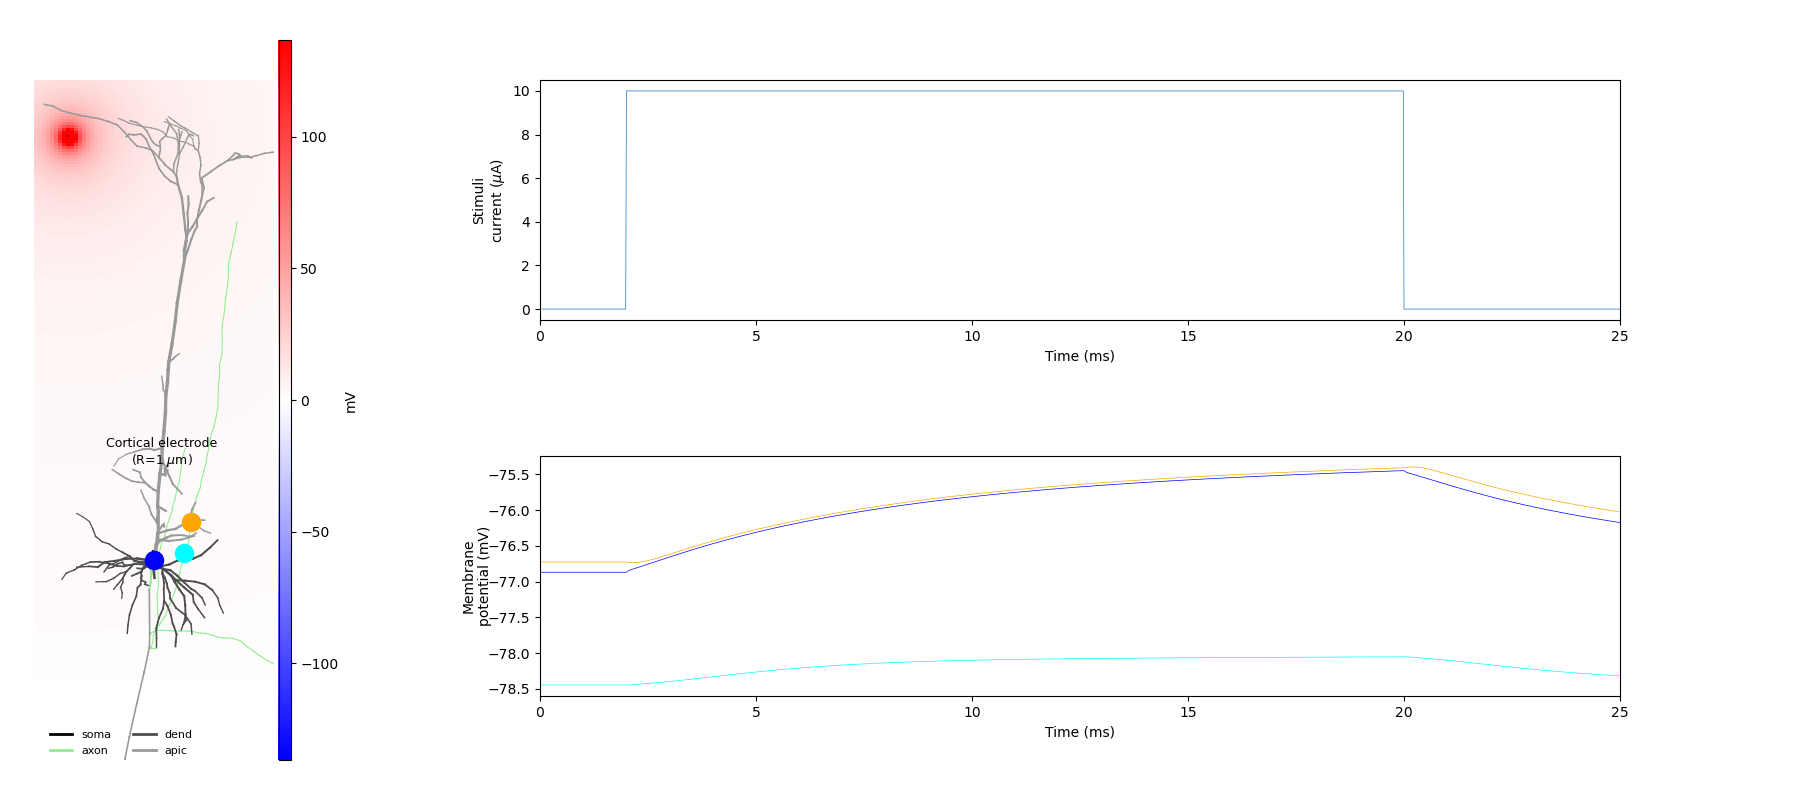 Cortical electrode
(R=1 μm)
soma
axon
dend
apic
100
50
0
−50
−100
mV
Stimuli
current (μA)
10
8
6
4
2
0
0
5
10
15
20
25
Time (ms)
Membrane
potential (mV)
−75.5
−76.0
−76.5
−77.0
−77.5
−78.0
−78.5
0
5
10
15
20
25
Time (ms)